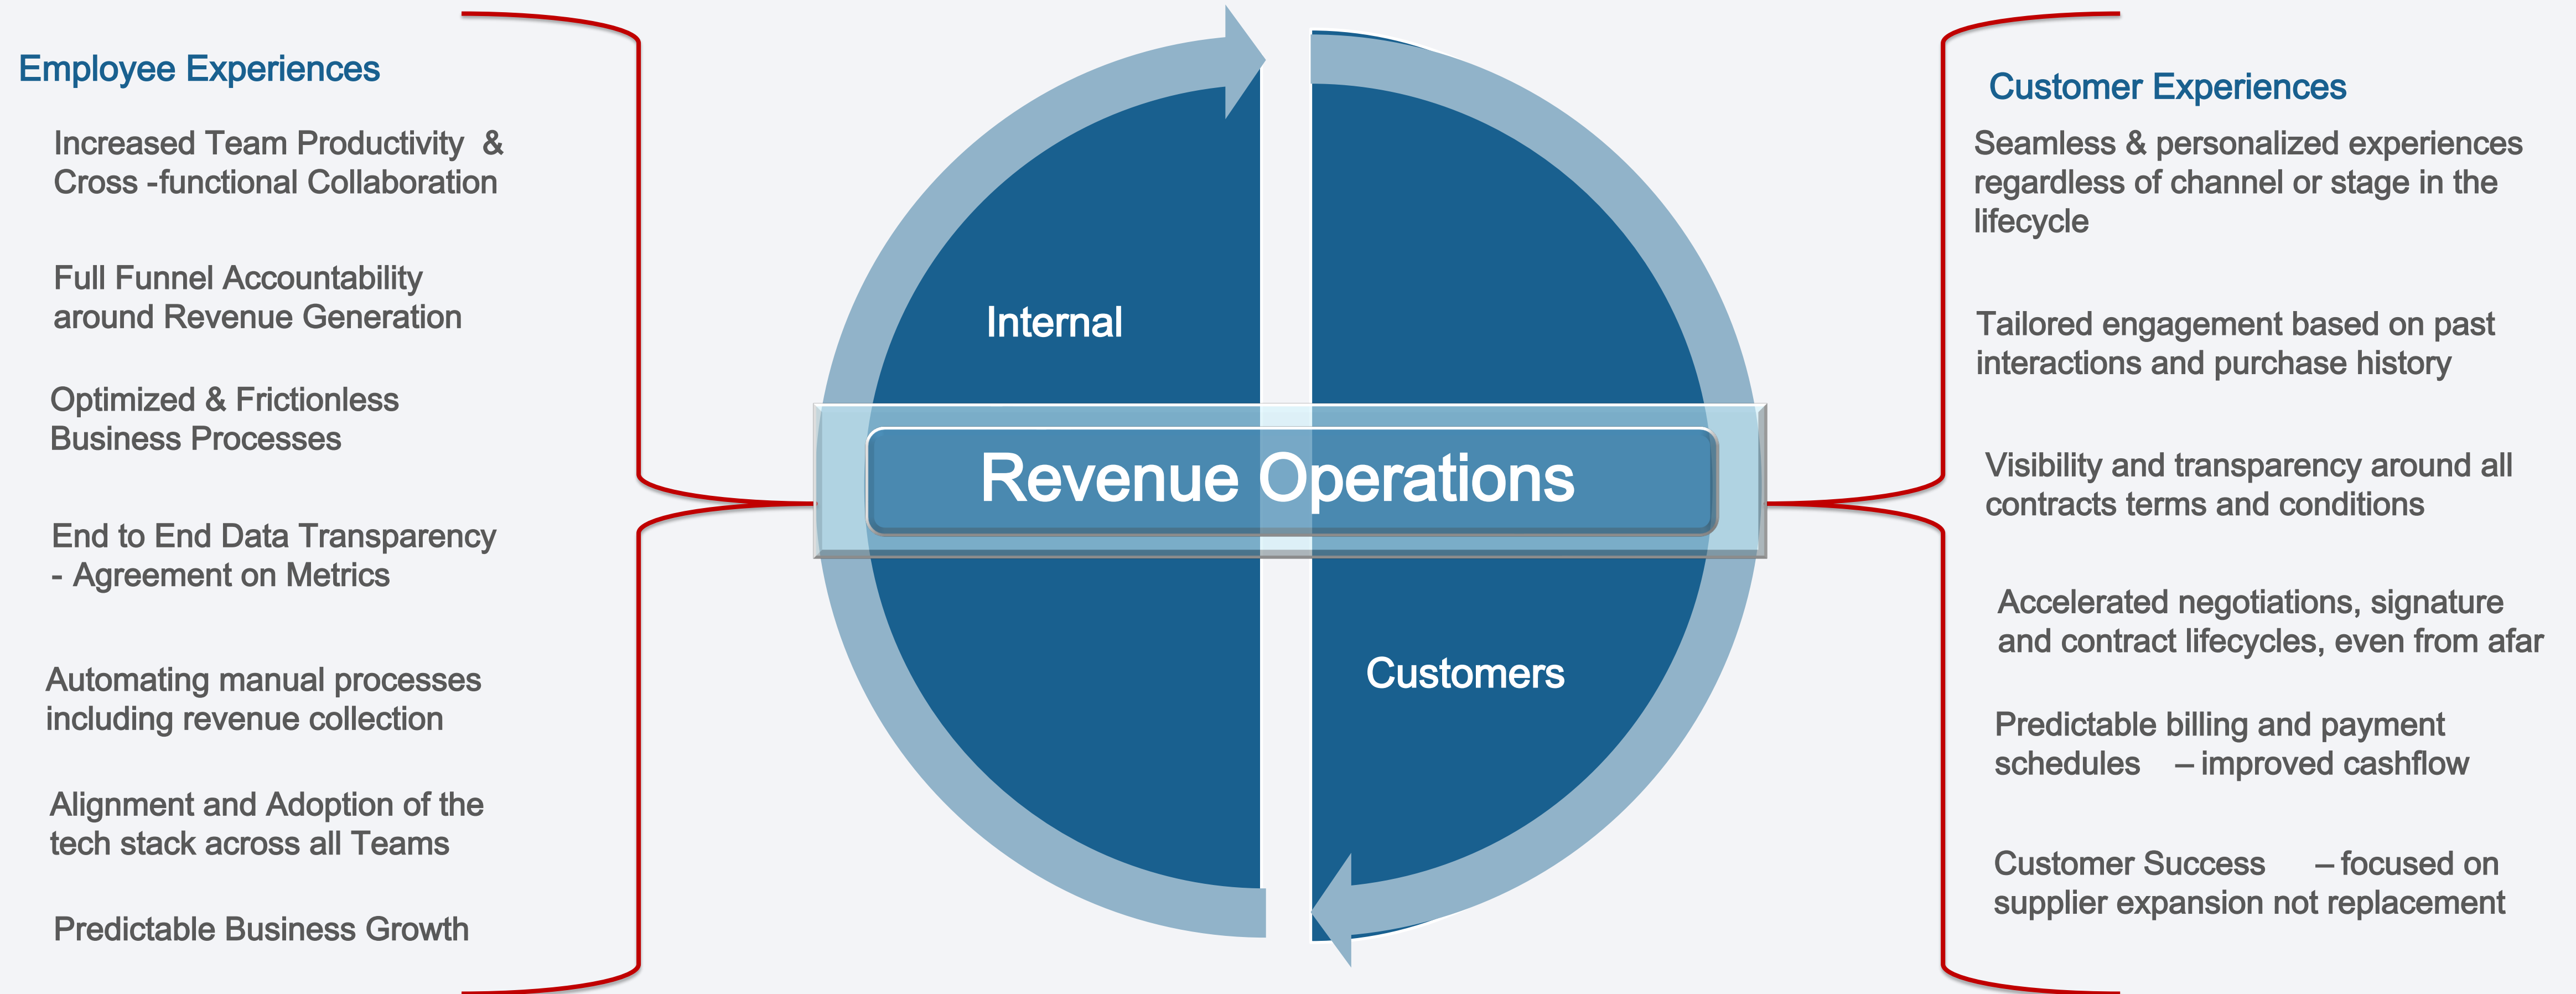 Employee Experiences
Increased Team Productivity &
Cross -functional Collaboration
Full Funnel Accountability
around Revenue Generation
Optimized & Frictionless
Business Processes
End to End Data Transparency
- Agreement on Metrics
Automating manual processes
including revenue collection
Alignment and Adoption of the
tech stack across all Teams
Predictable Business Growth
Internal
Revenue Operations
Customers
Customer Experiences
Seamless & personalized experiences
regardless of channel or stage in the
lifecycle
Tailored engagement based on past
interactions and purchase history
Visibility and transparency around all
contracts terms and conditions
Accelerated negotiations, signature
and contract lifecycles, even from afar
Predictable billing and payment
schedules – improved cashflow
Customer Success – focused on
supplier expansion not replacement